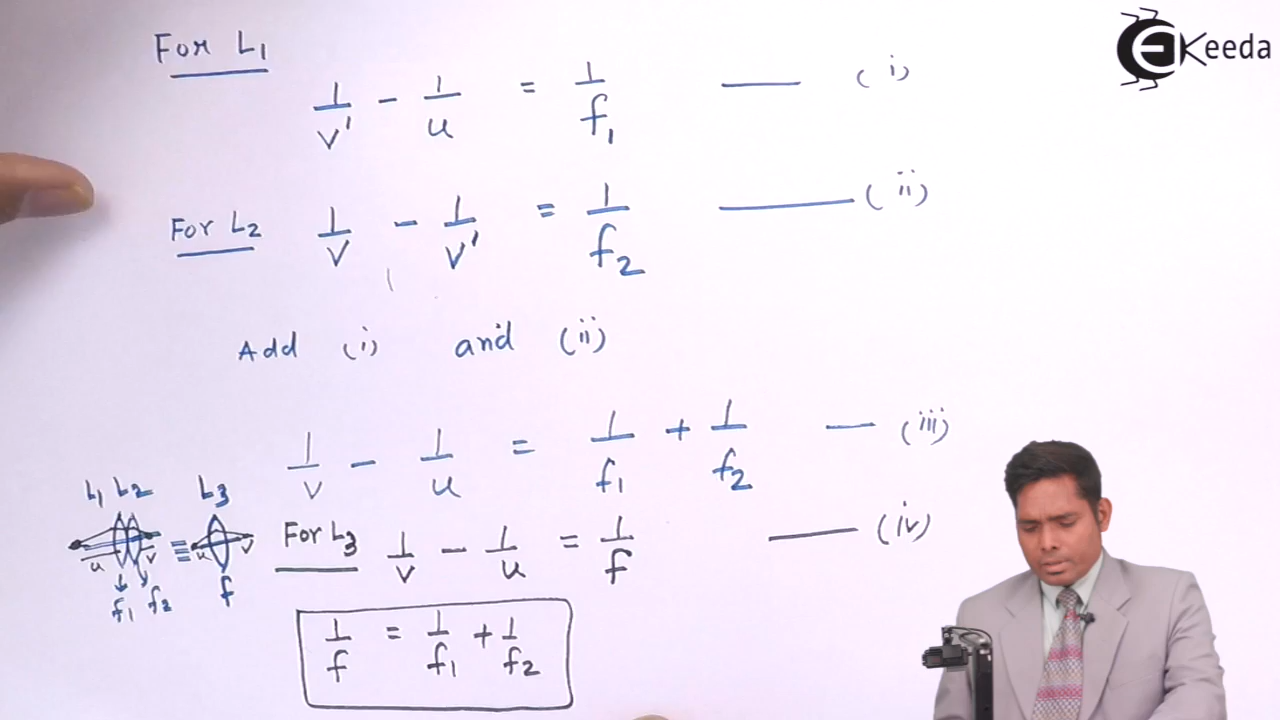 Ekeeda
For L₁
1/v' - 1/u = 1/f₁ —— (i)
For L₂ 1/v - 1/v' = 1/f₂ —— (ii)
Add (i) and (ii)
1/v - 1/u = 1/f₁ + 1/f₂ — (iii)
L₁ L₂ ≡ L₃
u v u v
f₁ f₂ f
For L₃ 1/v - 1/u = 1/f —— (iv)
1/f = 1/f₁ + 1/f₂